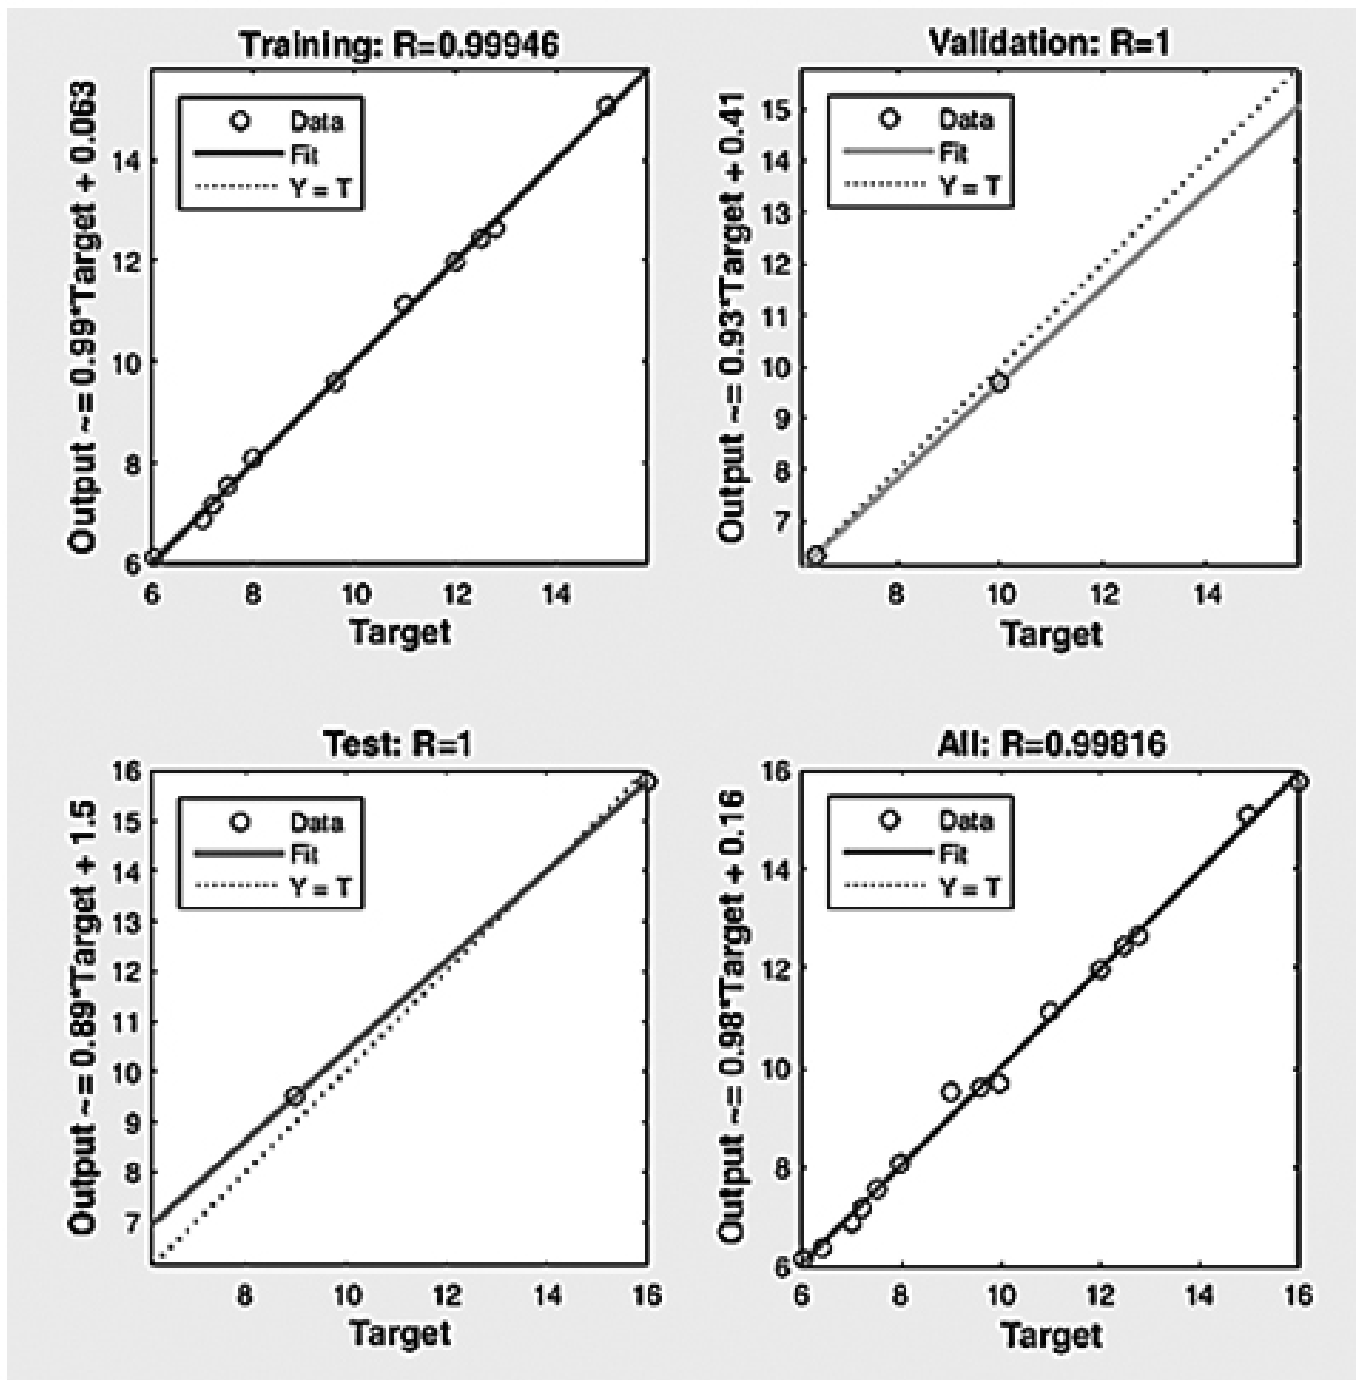 Training: R=0.99946
Output ~= 0.99*Target + 0.063
Data
Fit
Y = T
14
12
10
8
6
6 8 10 12 14
Target
Validation: R=1
Output ~= 0.93*Target + 0.41
Data
Fit
Y = T
15
14
13
12
11
10
9
8
7
8 10 12 14
Target
Test: R=1
Output ~= 0.89*Target + 1.5
Data
Fit
Y = T
16
15
14
13
12
11
10
9
8
7
8 10 12 14 16
Target
All: R=0.99816
Output ~= 0.98*Target + 0.16
Data
Fit
Y = T
16
14
12
10
8
6
6 8 10 12 14 16
Target